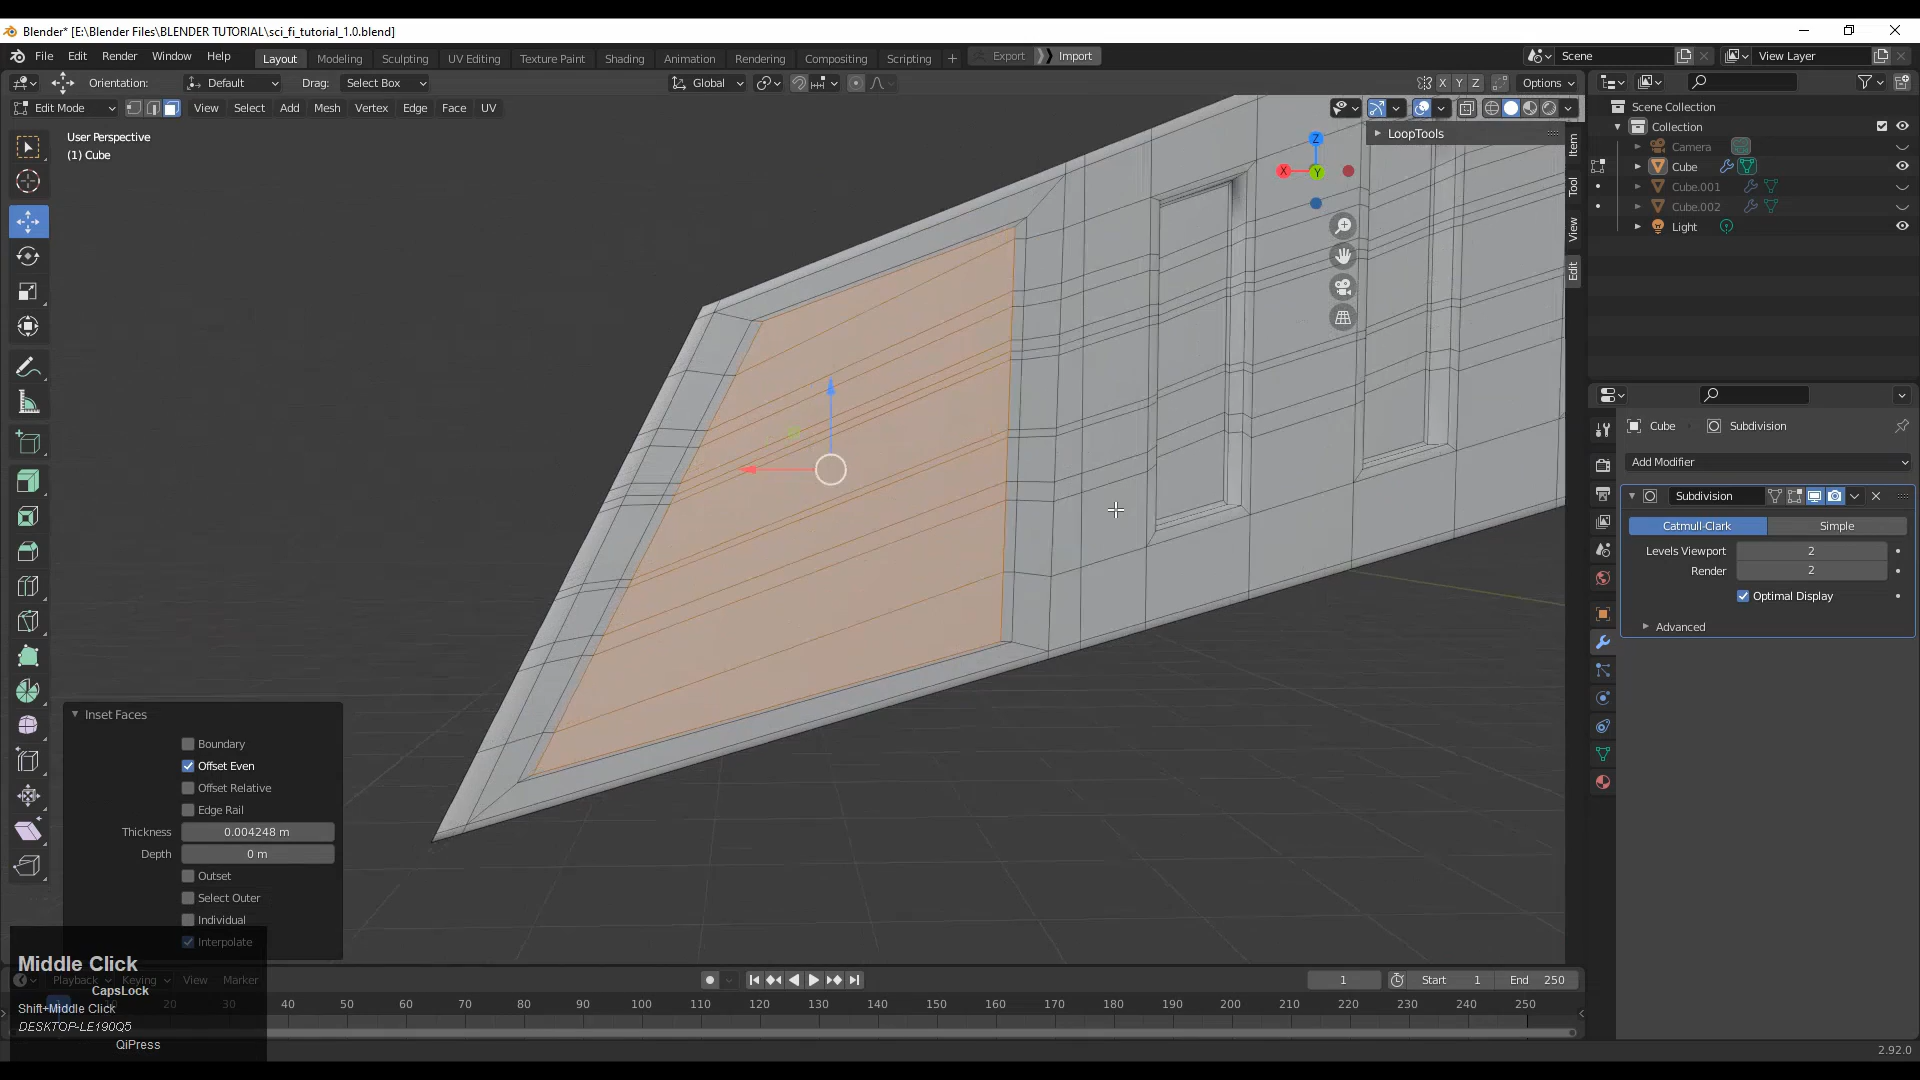 Blender* [E:\Blender Files\BLENDER TUTORIAL\sci_fi_tutorial_1.0.blend]
File Edit Render Window Help Layout Modeling Sculpting UV Editing Texture Paint Shading Animation Rendering Compositing Scripting + Export Import Scene View Layer
Orientation: Default Drag: Select Box Global X Y Z Options
Edit Mode View Select Add Mesh Vertex Edge Face UV
Scene Collection
Collection
Camera
Cube
Cube.001
Cube.002
Light
User Perspective
(1) Cube
LoopTools
Z
X
Y
Item
Tool
View
Edit
Cube Subdivision
Add Modifier
Subdivision
Catmull-Clark Simple
Levels Viewport 2
Render 2
Optimal Display
Advanced
Inset Faces
Boundary
Offset Even
Offset Relative
Edge Rail
Thickness 0.004248 m
Depth 0 m
Outset
Select Outer
Individual
Interpolate
Middle Click
CapsLock
Shift+Middle Click
DESKTOP-LE190Q5
QiPress
Playback Keying View Marker
1 Start 1 End 250
20 30 40 50 60 70 80 90 100 110 120 130 140 150 160 170 180 190 200 210 220 230 240 250
2.92.0